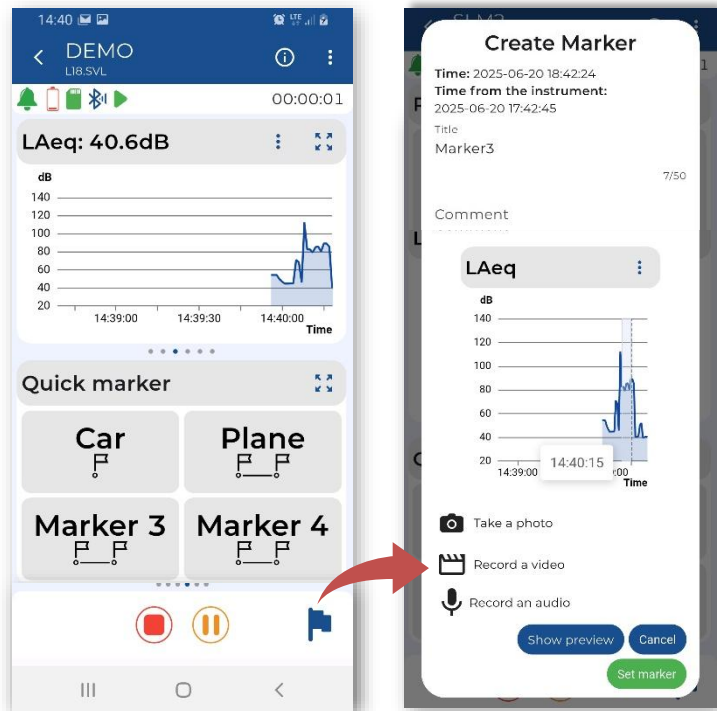 14:40
LTE
DEMO
L18.SVL
00:00:01
LAeq: 40.6dB
dB
140
120
100
80
60
40
20
14:39:00 14:39:30 14:40:00
Time
Quick marker
Car
Plane
Marker 3
Marker 4
Create Marker
Time: 2025-06-20 18:42:24
Time from the instrument:
2025-06-20 17:42:45
Title
Marker3
7/50
Comment
LAeq
dB
140
120
100
80
60
40
20
14:39:00
14:40:15
:00
Time
Take a photo
Record a video
Record an audio
Show preview
Cancel
Set marker